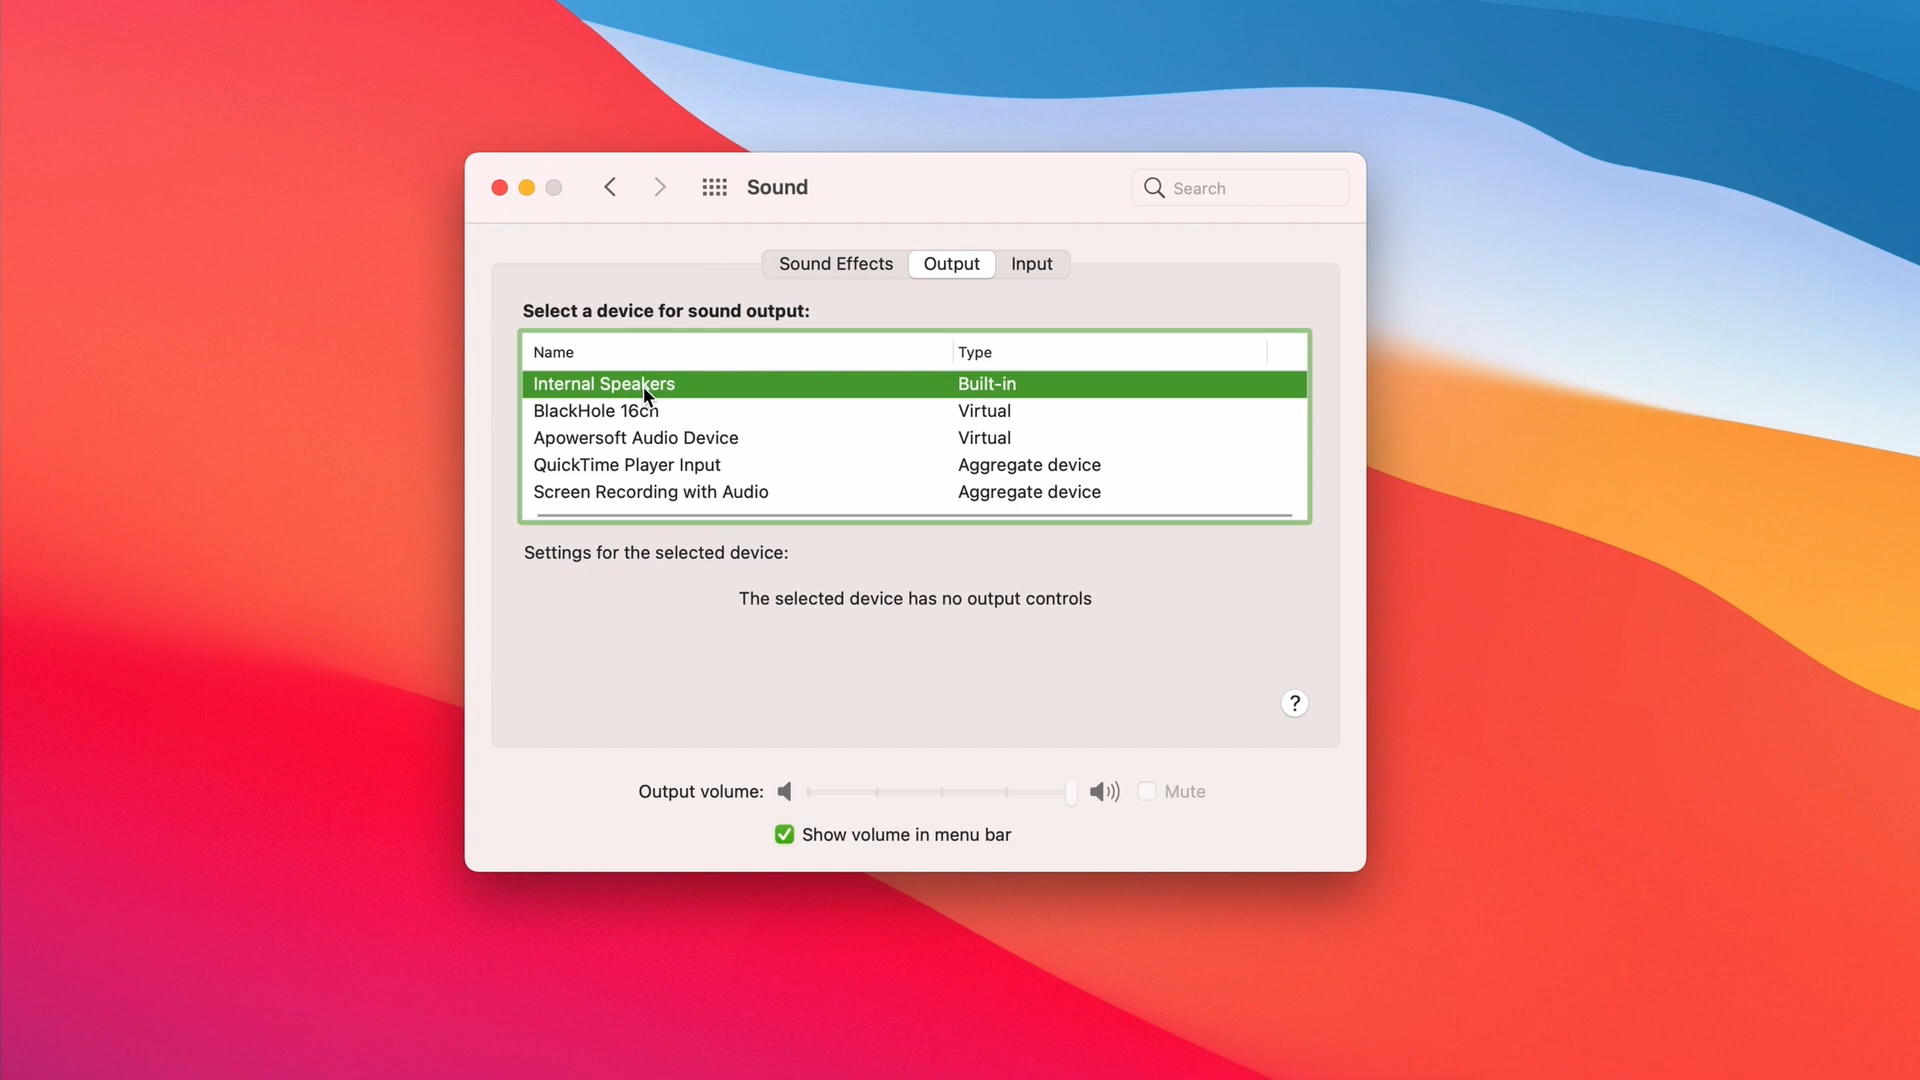 Sound
Search
Sound Effects Output Input
Select a device for sound output:
Name Type
Internal Speakers Built-in
BlackHole 16ch Virtual
Apowersoft Audio Device Virtual
QuickTime Player Input Aggregate device
Screen Recording with Audio Aggregate device
Settings for the selected device:
The selected device has no output controls
?
Output volume: Mute
Show volume in menu bar